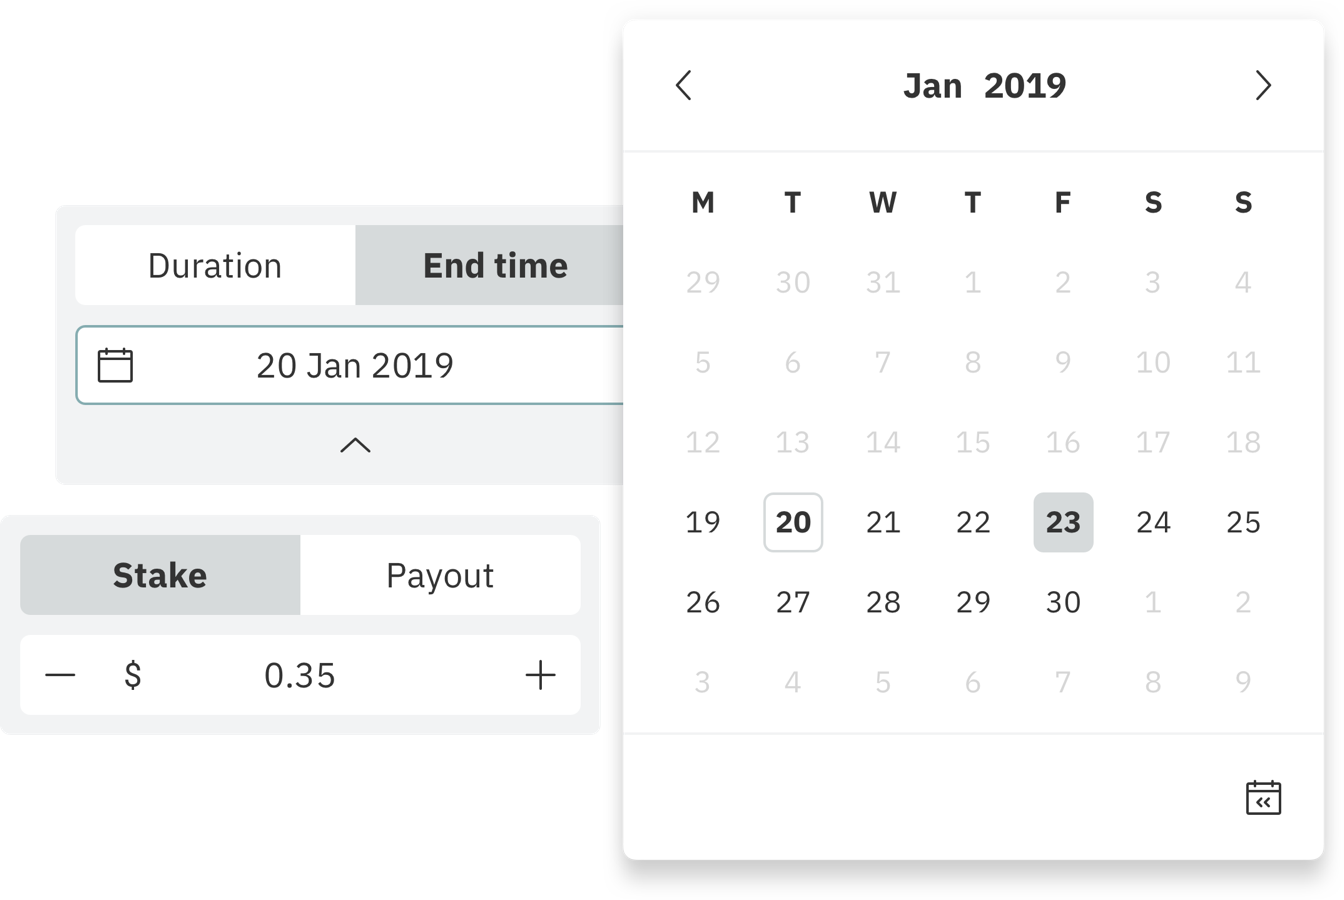 Duration End time
20 Jan 2019
Stake Payout
$ 0.35
Jan 2019
M T W T F S S
29 30 31 1 2 3 4
5 6 7 8 9 10 11
12 13 14 15 16 17 18
19 20 21 22 23 24 25
26 27 28 29 30 1 2
3 4 5 6 7 8 9